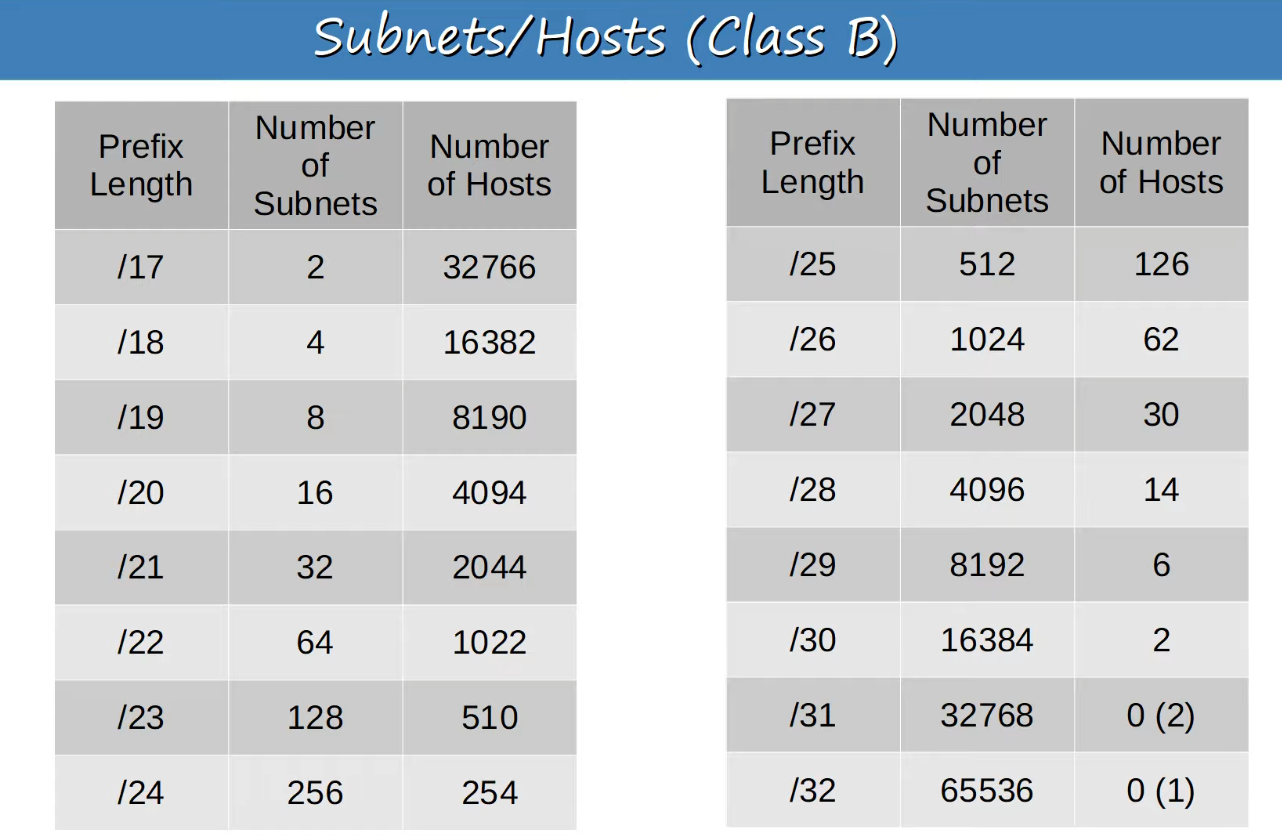 Subnets/Hosts (Class B)
Prefix Length Number of Subnets Number of Hosts
/17 2 32766
/18 4 16382
/19 8 8190
/20 16 4094
/21 32 2044
/22 64 1022
/23 128 510
/24 256 254
Prefix Length Number of Subnets Number of Hosts
/25 512 126
/26 1024 62
/27 2048 30
/28 4096 14
/29 8192 6
/30 16384 2
/31 32768 0 (2)
/32 65536 0 (1)